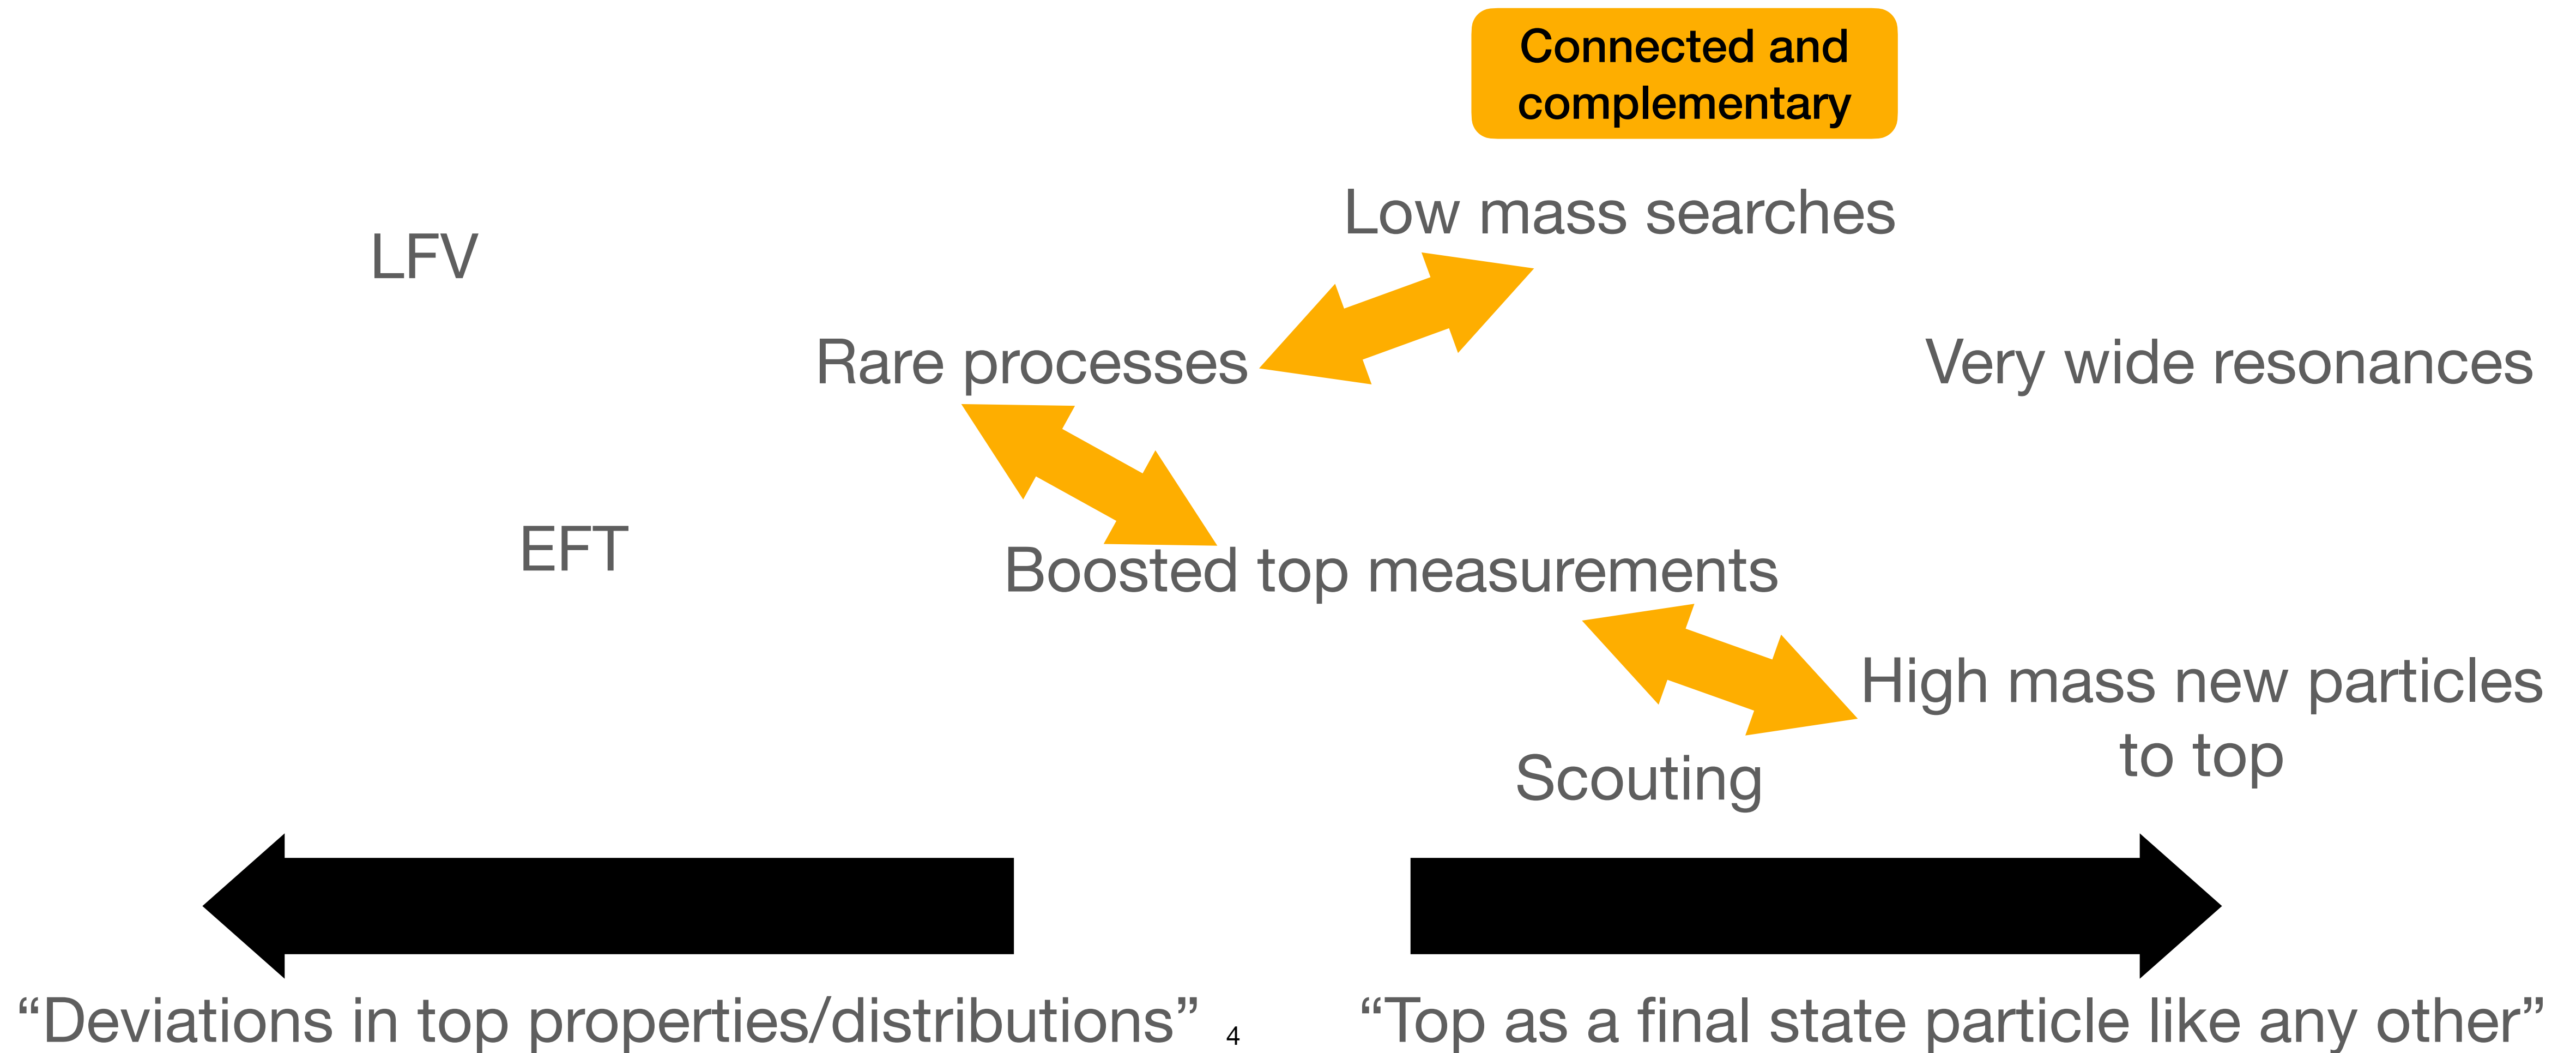 Connected and
complementary
Low mass searches
LFV
Rare processes
Very wide resonances
EFT
Boosted top measurements
High mass new particles
to top
Scouting
“Deviations in top properties/distributions”
4
“Top as a final state particle like any other”